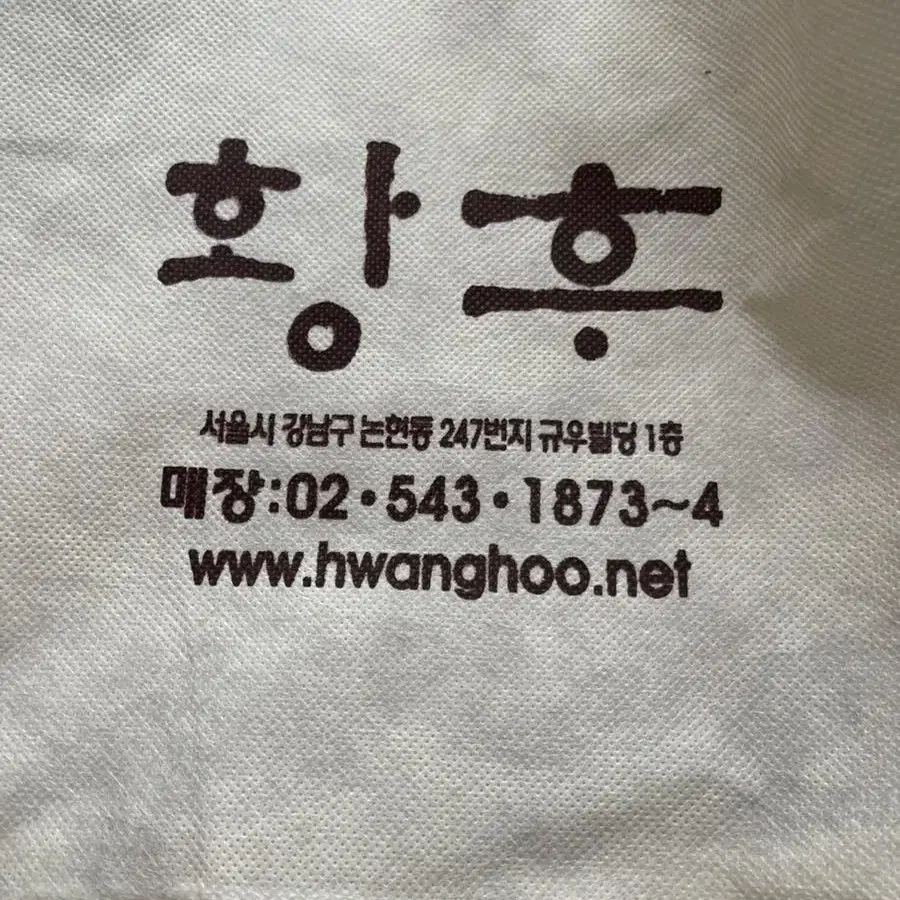 황후
서울시 강남구 논현동 247번지 규우빌딩 1층
매장:02·543·1873~4
www.hwanghoo.net